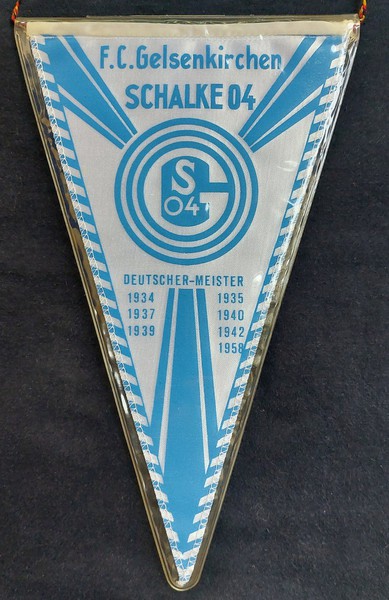 F.C.Gelsenkirchen
SCHALKE 04
S
04
G
DEUTSCHER-MEISTER
1934 1935
1937 1940
1939 1942
1958